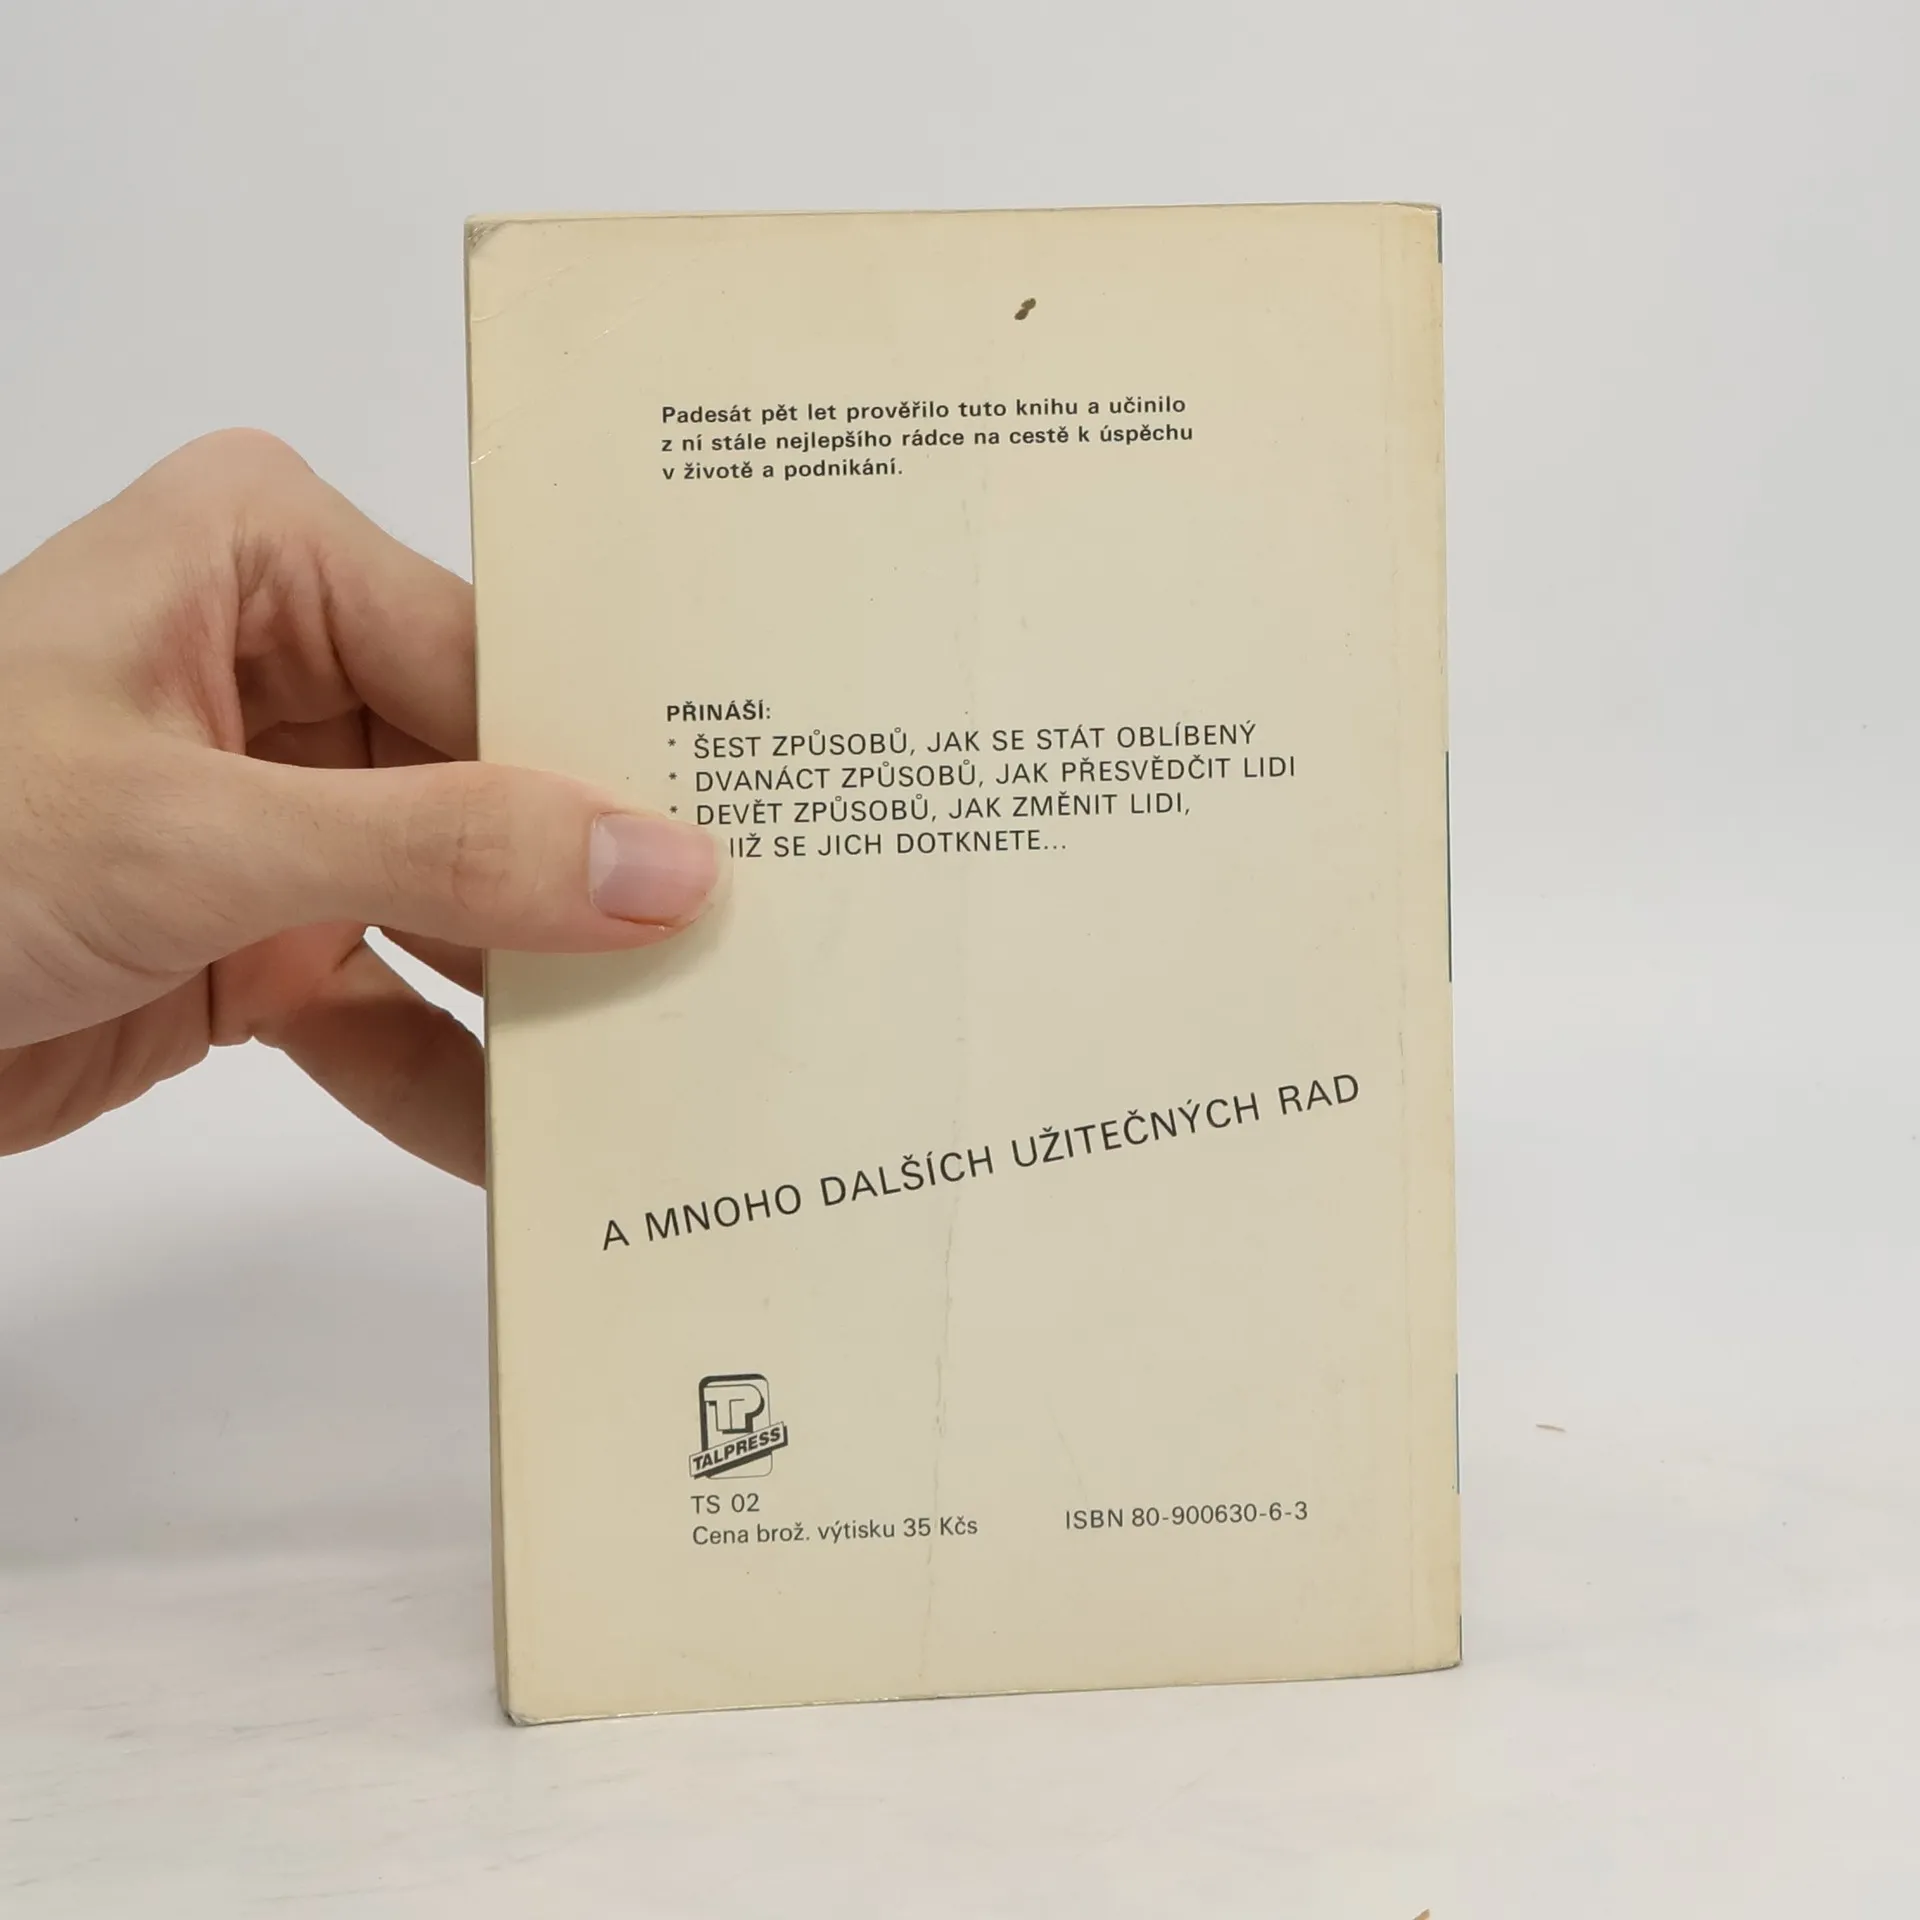 Padesát pět let prověřilo tuto knihu a učinilo
z ní stále nejlepšího rádce na cestě k úspěchu
v životě a podnikání.
PŘINÁŠÍ:
* ŠEST ZPŮSOBŮ, JAK SE STÁT OBLÍBENÝ
* DVANÁCT ZPŮSOBŮ, JAK PŘESVĚDČIT LIDI
* DEVĚT ZPŮSOBŮ, JAK ZMĚNIT LIDI,
SE JICH DOTKNETE...
A MNOHO DALŠÍCH UŽITEČNÝCH RAD
TP
TALPRESS
TS 02
Cena brož. výtisku 35 Kčs
ISBN 80-900630-6-3